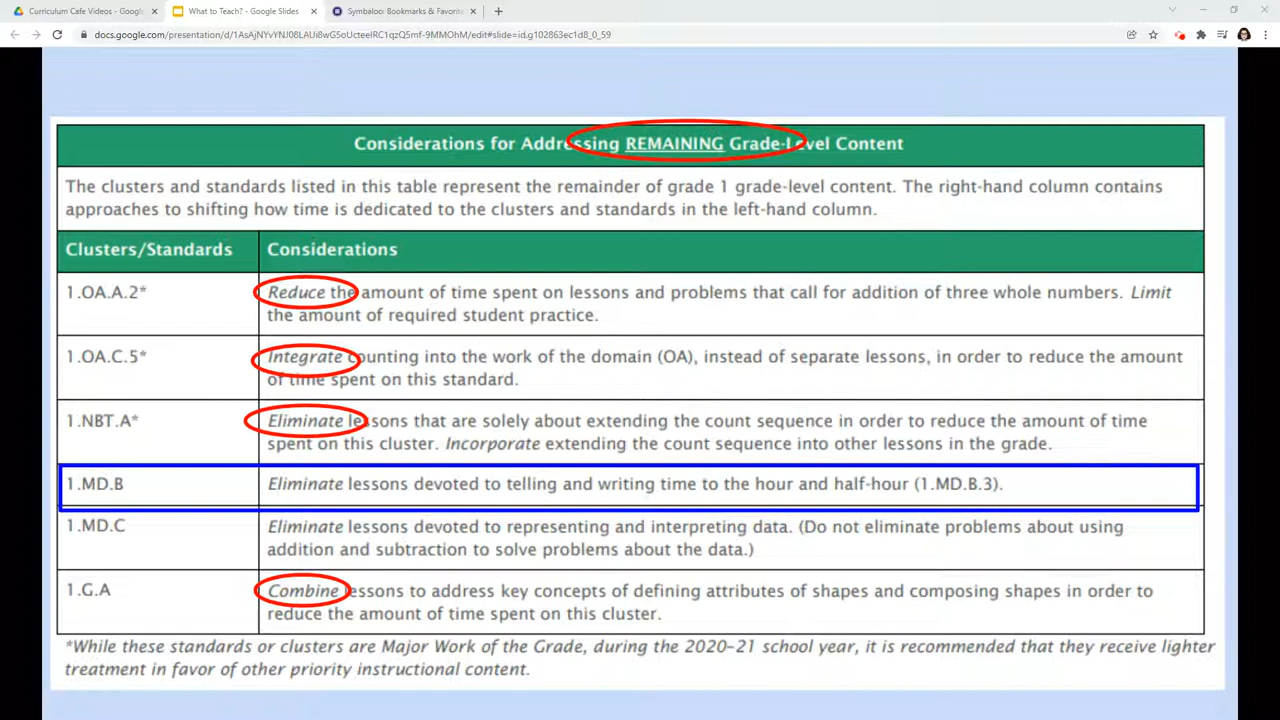 Curriculum Cafe Videos - Google
What to Teach? - Google Slides
Symbaloo: Bookmarks & Favorite
docs.google.com/presentation/d/1AsAjNYvYNJ08LAUi8wG5oUcteeIRC1qzQ5mf-9MMOhM/edit#slide=id.g102863ec1d8_0_59
Considerations for Addressing REMAINING Grade-Level Content
The clusters and standards listed in this table represent the remainder of grade 1 grade-level content. The right-hand column contains
approaches to shifting how time is dedicated to the clusters and standards in the left-hand column.
Clusters/Standards Considerations
1.OA.A.2* Reduce the amount of time spent on lessons and problems that call for addition of three whole numbers. Limit
the amount of required student practice.
1.OA.C.5* Integrate counting into the work of the domain (OA), instead of separate lessons, in order to reduce the amount
of time spent on this standard.
1.NBT.A* Eliminate lessons that are solely about extending the count sequence in order to reduce the amount of time
spent on this cluster. Incorporate extending the count sequence into other lessons in the grade.
1.MD.B Eliminate lessons devoted to telling and writing time to the hour and half-hour (1.MD.B.3).
1.MD.C Eliminate lessons devoted to representing and interpreting data. (Do not eliminate problems about using
addition and subtraction to solve problems about the data.)
1.G.A Combine lessons to address key concepts of defining attributes of shapes and composing shapes in order to
reduce the amount of time spent on this cluster.
*While these standards or clusters are Major Work of the Grade, during the 2020–21 school year, it is recommended that they receive lighter
treatment in favor of other priority instructional content.